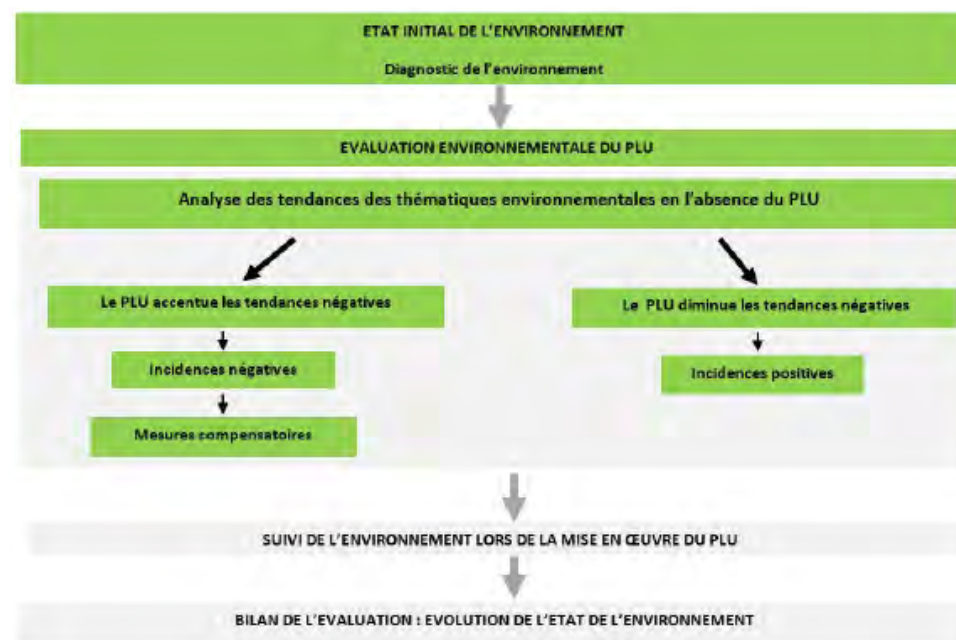 ETAT INITIAL DE L'ENVIRONNEMENT
Diagnostic de l'environnement
EVALUATION ENVIRONNEMENTALE DU PLU
Analyse des tendances des thématiques environnementales en l'absence du PLU
Le PLU accentue les tendances négatives
Le PLU diminue les tendances négatives
Incidences négatives
Incidences positives
Mesures compensatoires
SUIVI DE L'ENVIRONNEMENT LORS DE LA MISE EN ŒUVRE DU PLU
BILAN DE L'EVALUATION : EVOLUTION DE L'ETAT DE L'ENVIRONNEMENT